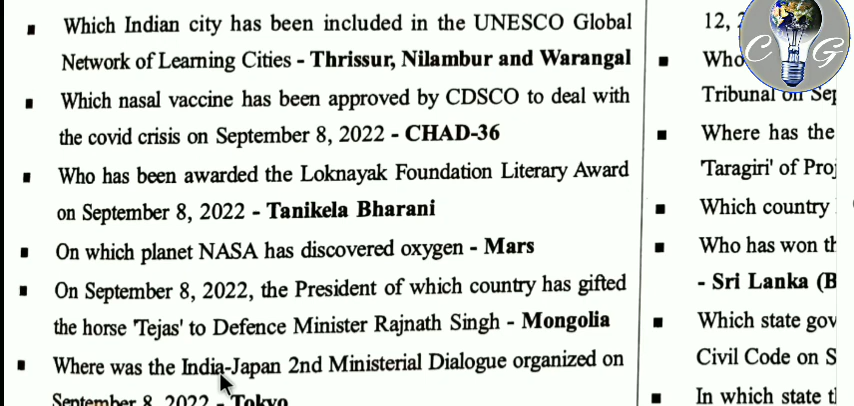 Which Indian city has been included in the UNESCO Global
Network of Learning Cities - Thrissur, Nilambur and Warangal
Which nasal vaccine has been approved by CDSCO to deal with
the covid crisis on September 8, 2022 - CHAD-36
Who has been awarded the Loknayak Foundation Literary Award
on September 8, 2022 - Tanikela Bharani
On which planet NASA has discovered oxygen - Mars
On September 8, 2022, the President of which country has gifted
the horse 'Tejas' to Defence Minister Rajnath Singh - Mongolia
Where was the India-Japan 2nd Ministerial Dialogue organized on
September 8, 2022 - Tokyo
12,
Who
Tribunal on
Where has the
'Taragiri' of
Which country
Who has won
- Sri Lanka
Which state
Civil Code on
In which state
C G